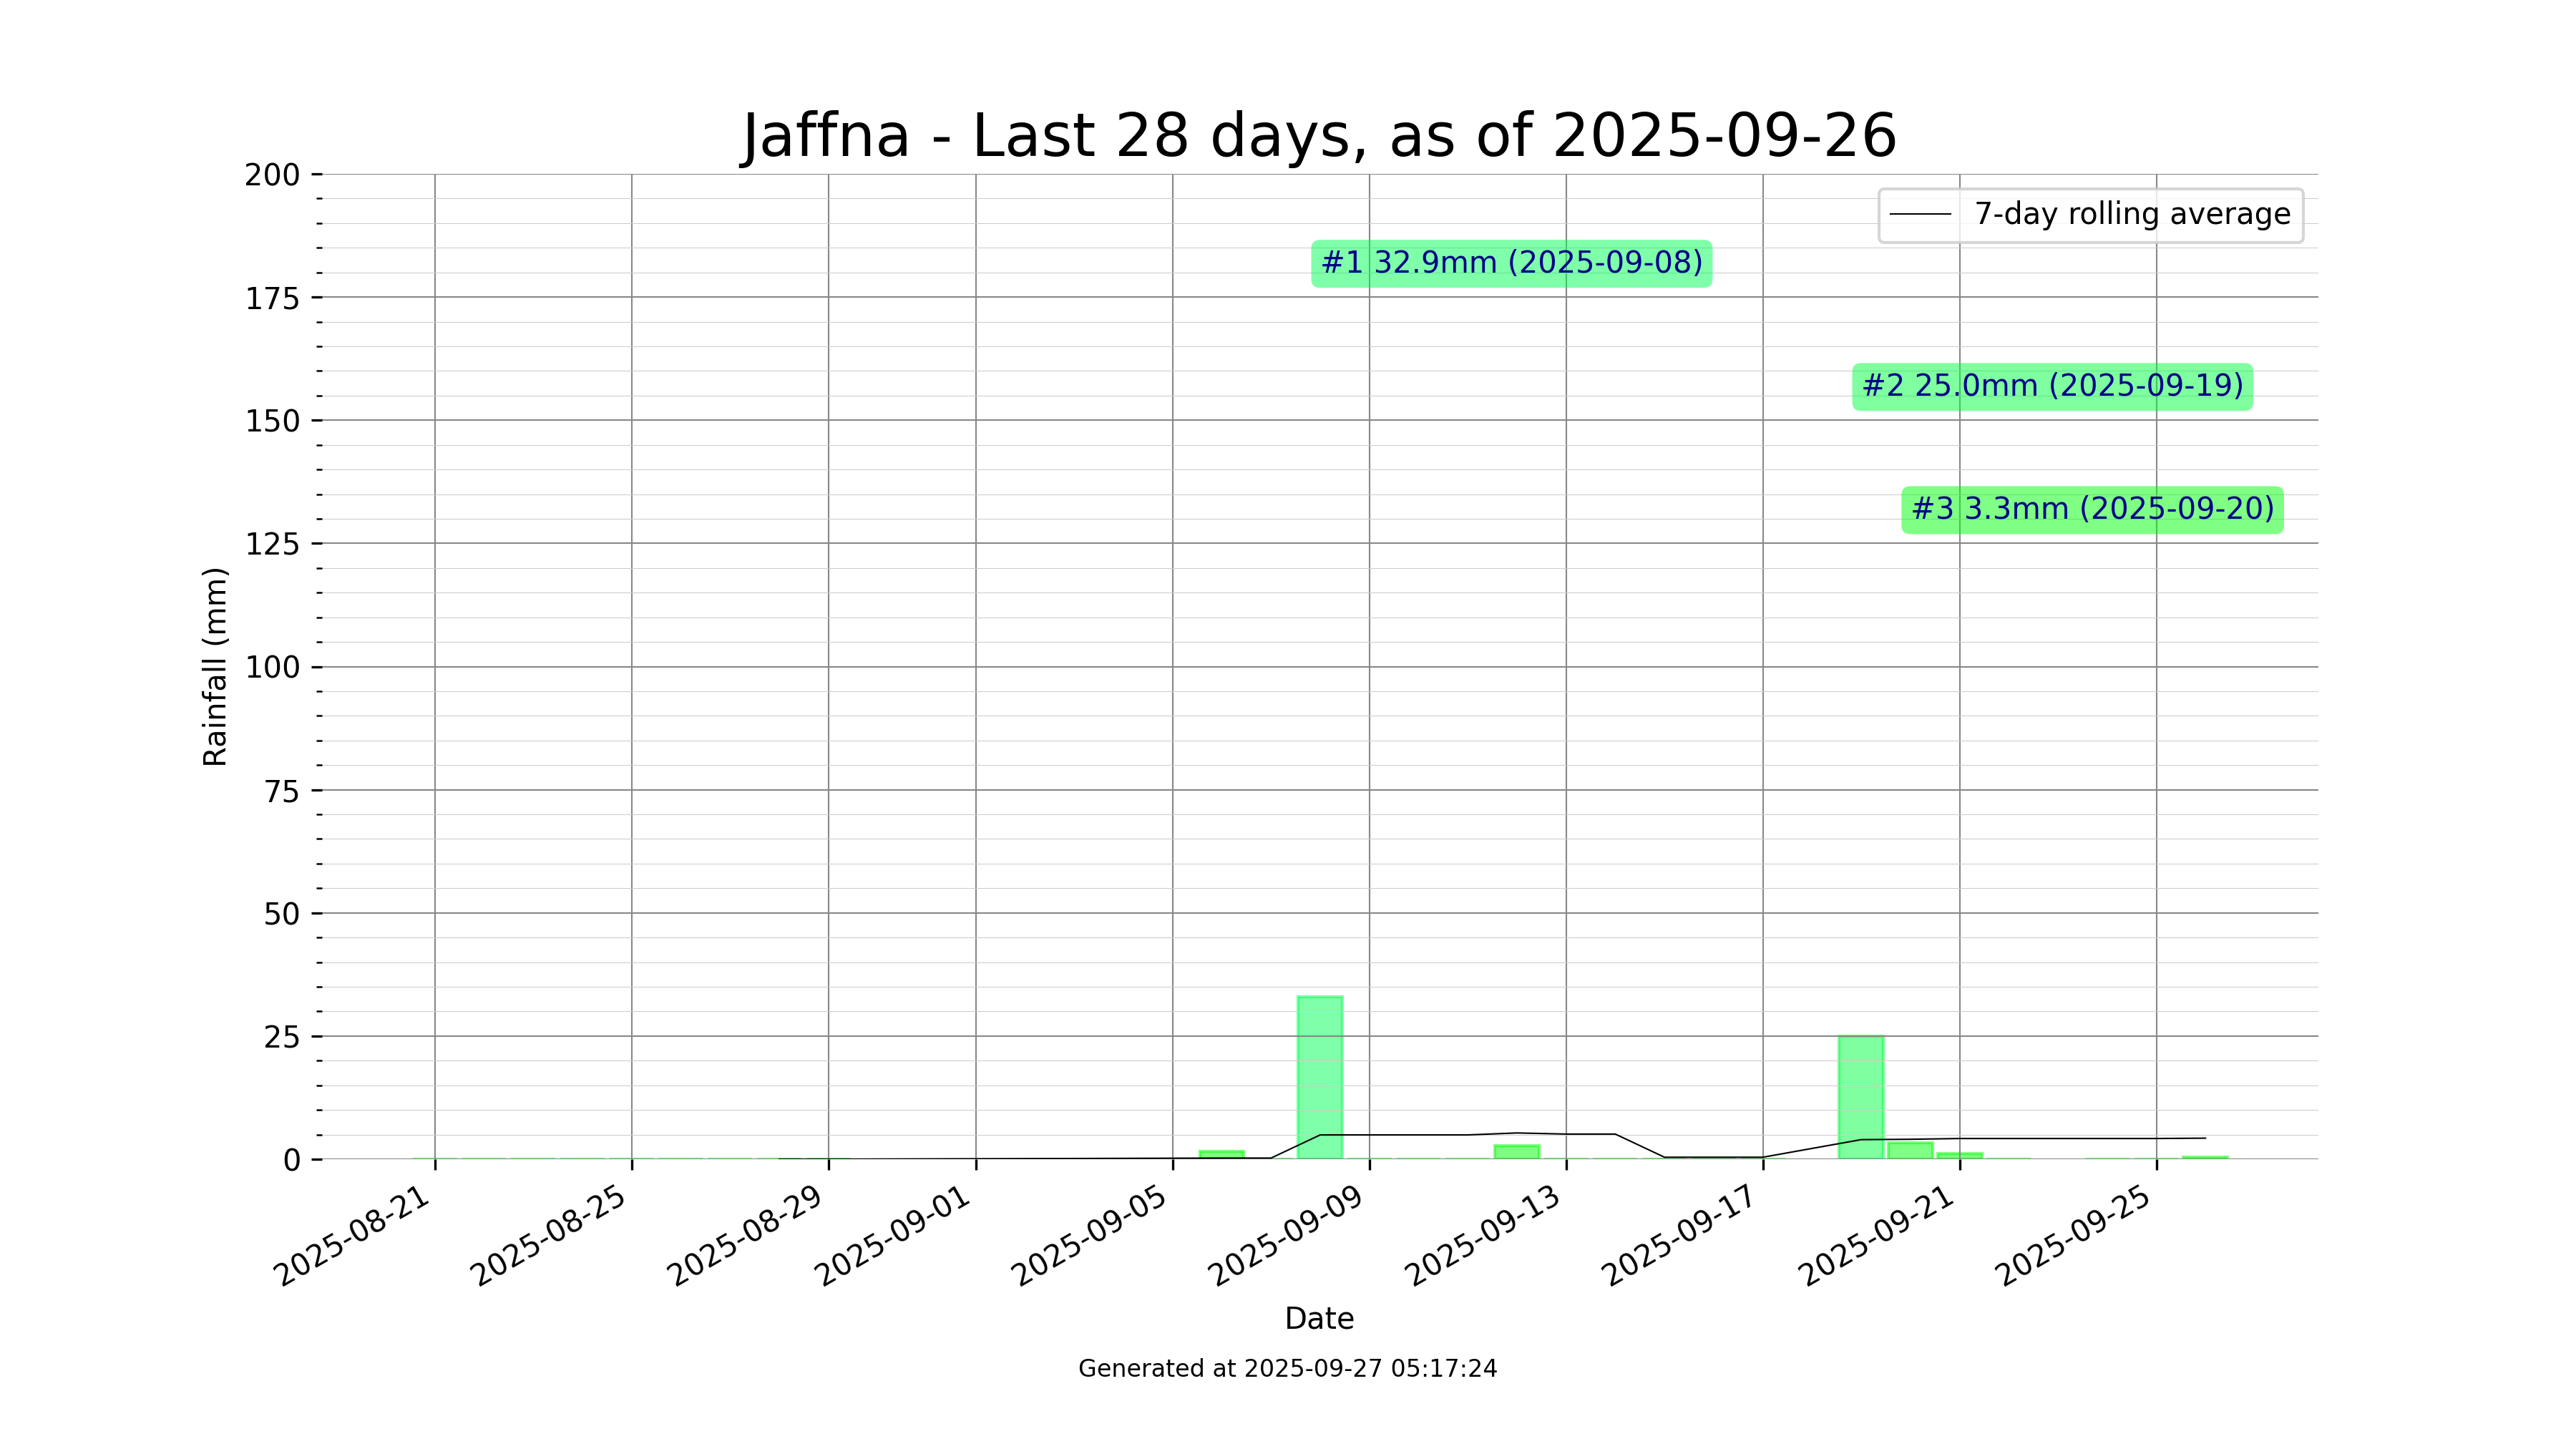 Jaffna - Last 28 days, as of 2025-09-26
7-day rolling average
#1 32.9mm (2025-09-08)
#2 25.0mm (2025-09-19)
#3 3.3mm (2025-09-20)
Rainfall (mm)
200
175
150
125
100
75
50
25
0
2025-08-21
2025-08-25
2025-08-29
2025-09-01
2025-09-05
2025-09-09
2025-09-13
2025-09-17
2025-09-21
2025-09-25
Date
Generated at 2025-09-27 05:17:24